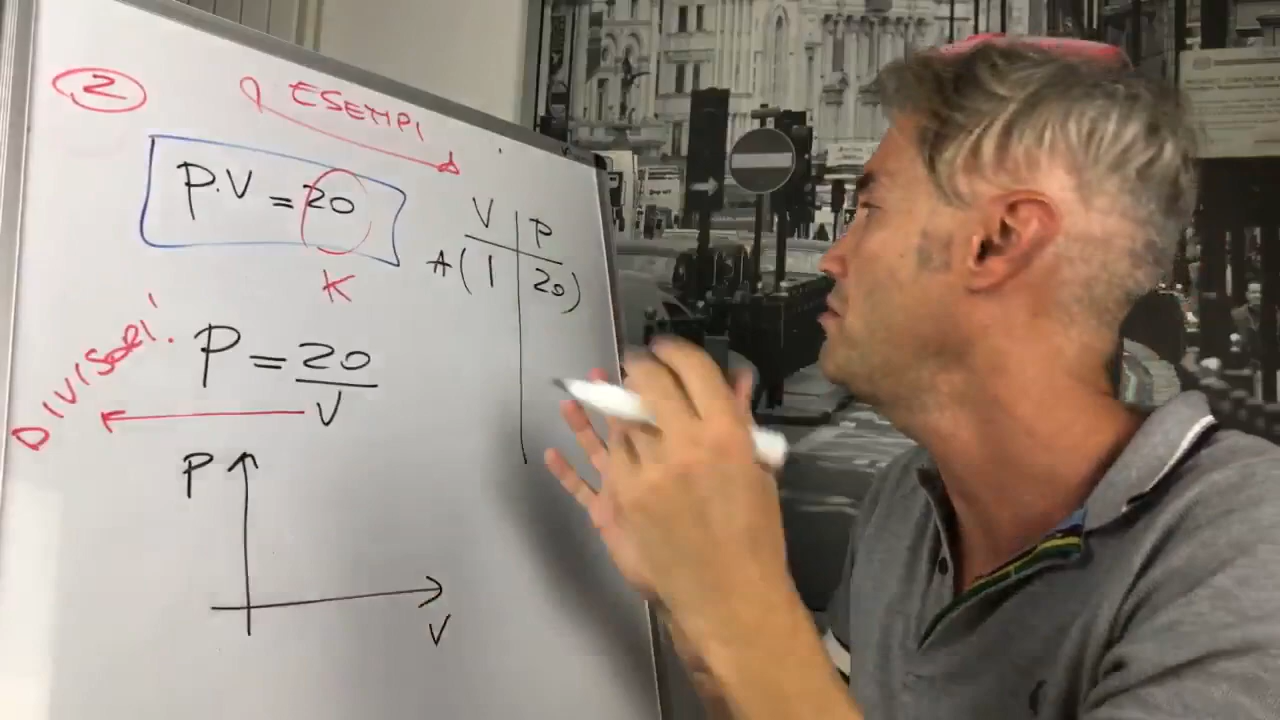 2
ESEMPI
P.V = 20
K
V P
A ( 1 20 )
DIVISORI!
P = 20
V
P
V